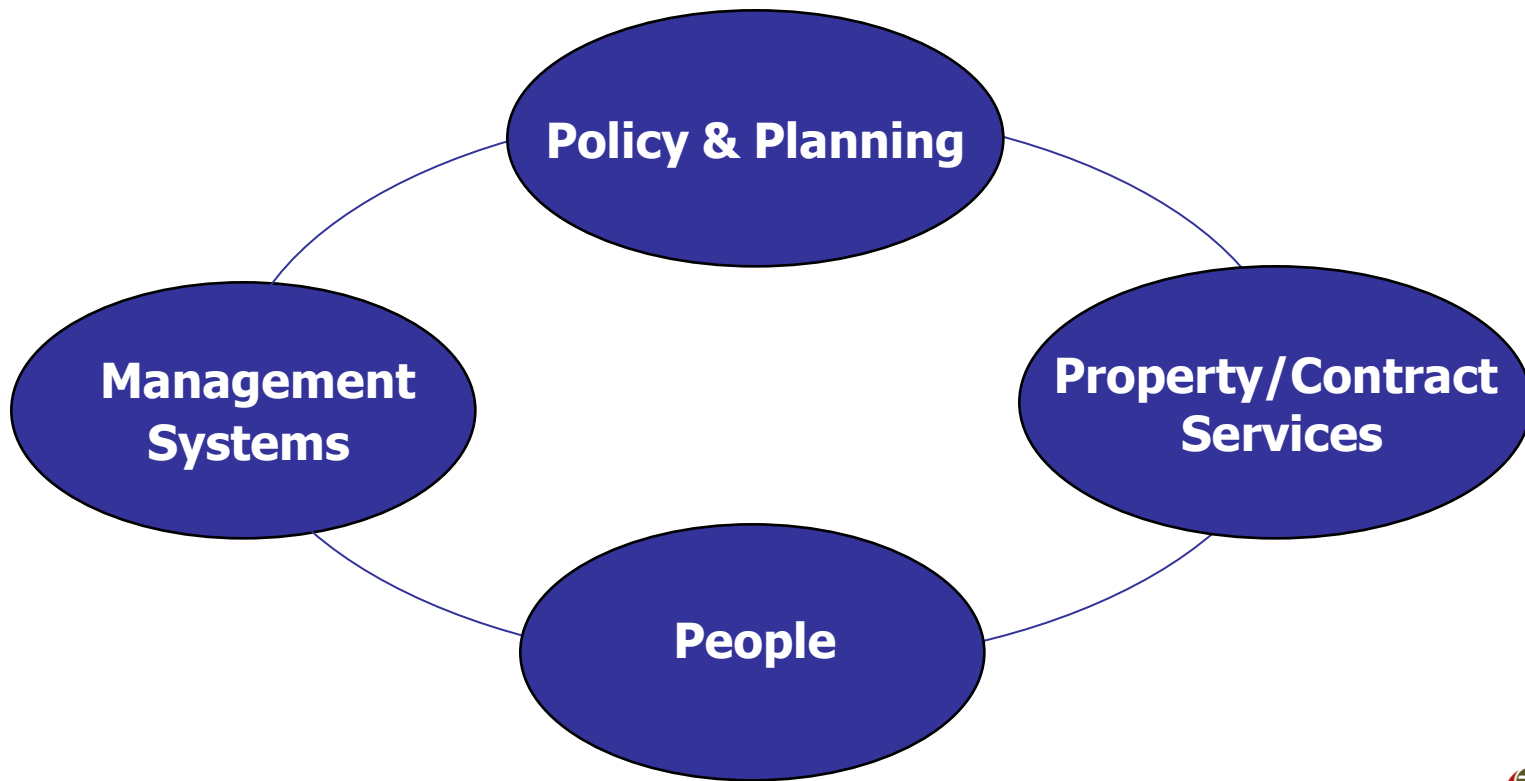 Policy & Planning
Management
Systems
Property/Contract
Services
People